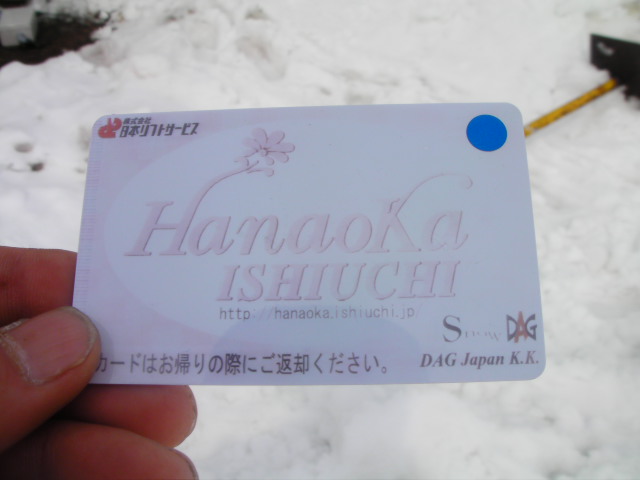 株式会社
日本リフトサービス
Hanaoka
ISHIUCHI
http://hanaoka.ishiuchi.jp/
DAG
カードはお帰りの際にご返却ください。
DAG Japan K.K.